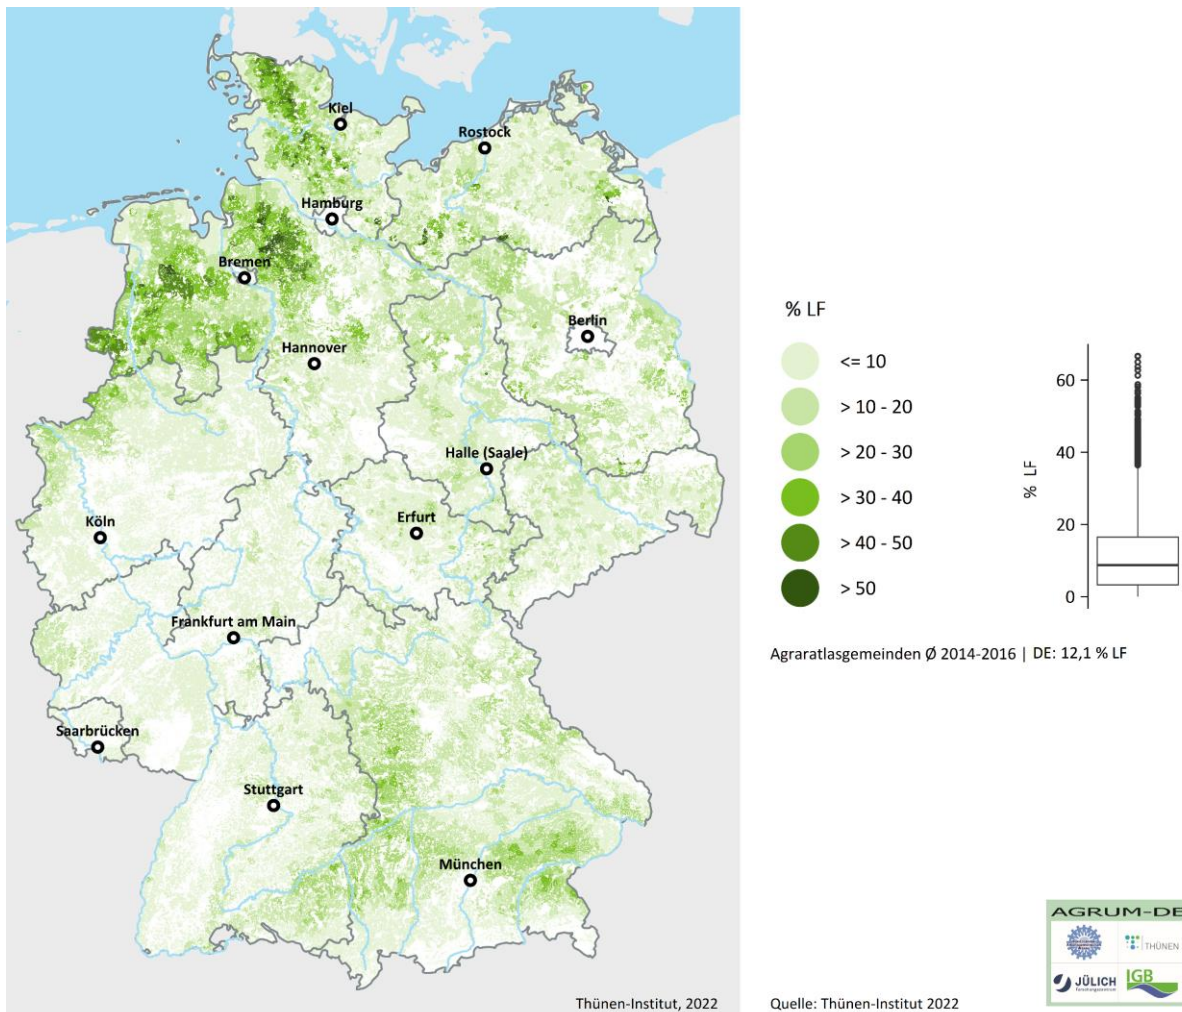 Kiel
Rostock
Hamburg
Bremen
Berlin
Hannover
Halle (Saale)
Köln
Erfurt
Frankfurt am Main
Saarbrücken
Stuttgart
München
Thünen-Institut, 2022
% LF
<= 10
> 10 - 20
> 20 - 30
> 30 - 40
> 40 - 50
> 50
% LF
60
40
20
0
Agraratlasgemeinden Ø 2014-2016 | DE: 12,1 % LF
Quelle: Thünen-Institut 2022
AGRUM-DE
THÜNEN
JÜLICH
Forschungszentrum
IGB